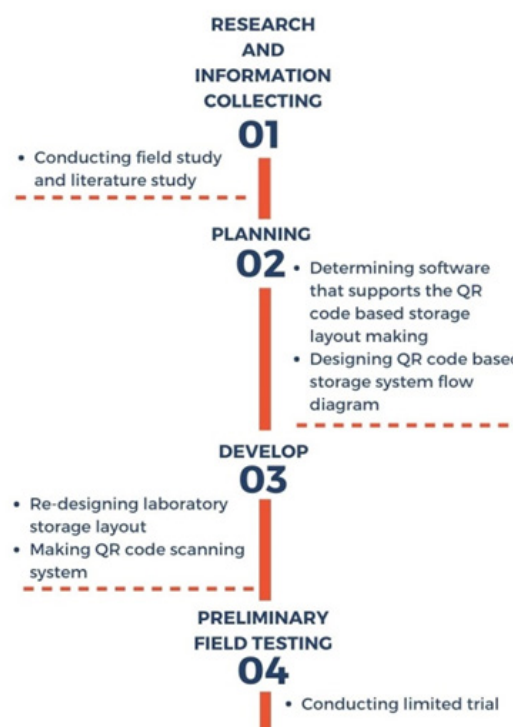 RESEARCH
AND
INFORMATION
COLLECTING
01
• Conducting field study
and literature study
PLANNING
02
• Determining software
that supports the QR
code based storage
layout making
• Designing QR code based
storage system flow
diagram
DEVELOP
03
• Re-designing laboratory
storage layout
• Making QR code scanning
system
PRELIMINARY
FIELD TESTING
04
• Conducting limited trial